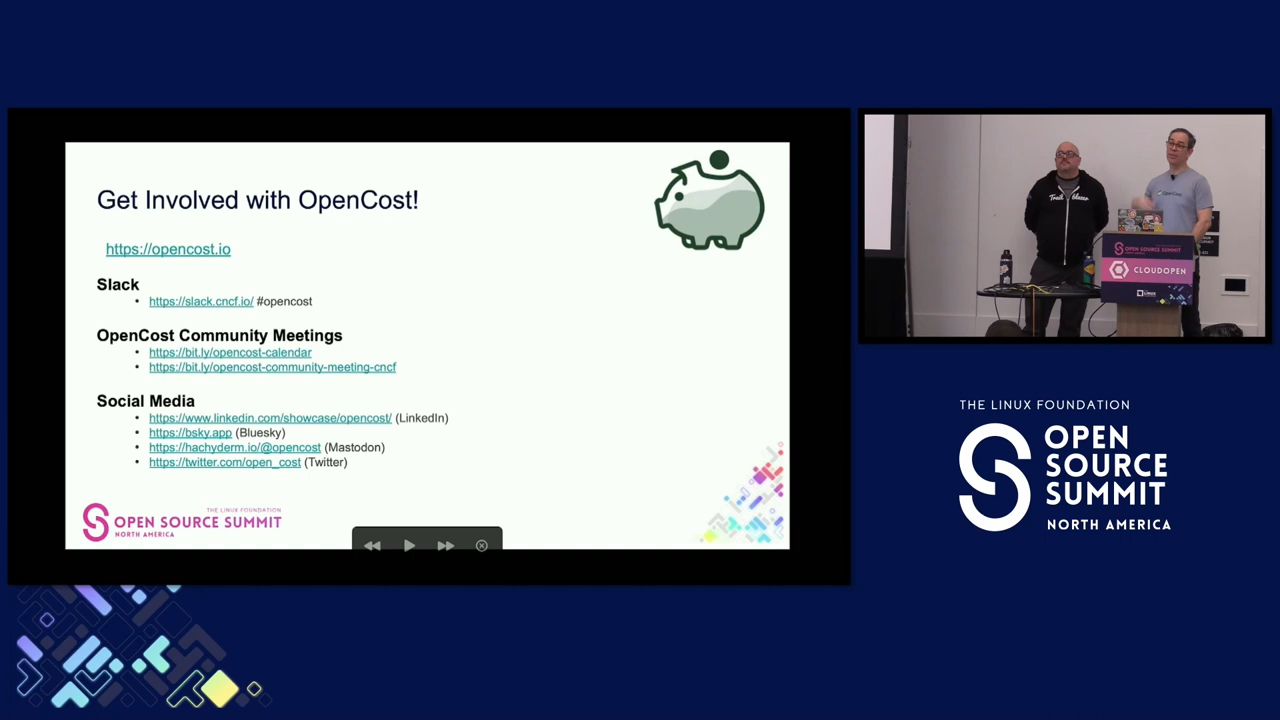 Get Involved with OpenCost!
https://opencost.io
Slack
• https://slack.cncf.io/ #opencost
OpenCost Community Meetings
• https://bit.ly/opencost-calendar
• https://bit.ly/opencost-community-meeting-cncf
Social Media
• https://www.linkedin.com/showcase/opencost/ (LinkedIn)
• https://bsky.app (Bluesky)
• https://hachyderm.io/@opencost (Mastodon)
• https://twitter.com/open_cost (Twitter)
THE LINUX FOUNDATION
OPEN SOURCE SUMMIT
NORTH AMERICA
OpenCost
OPEN SOURCE SUMMIT
CLOUDOPEN
THE LINUX FOUNDATION
OPEN
SOURCE
SUMMIT
NORTH AMERICA